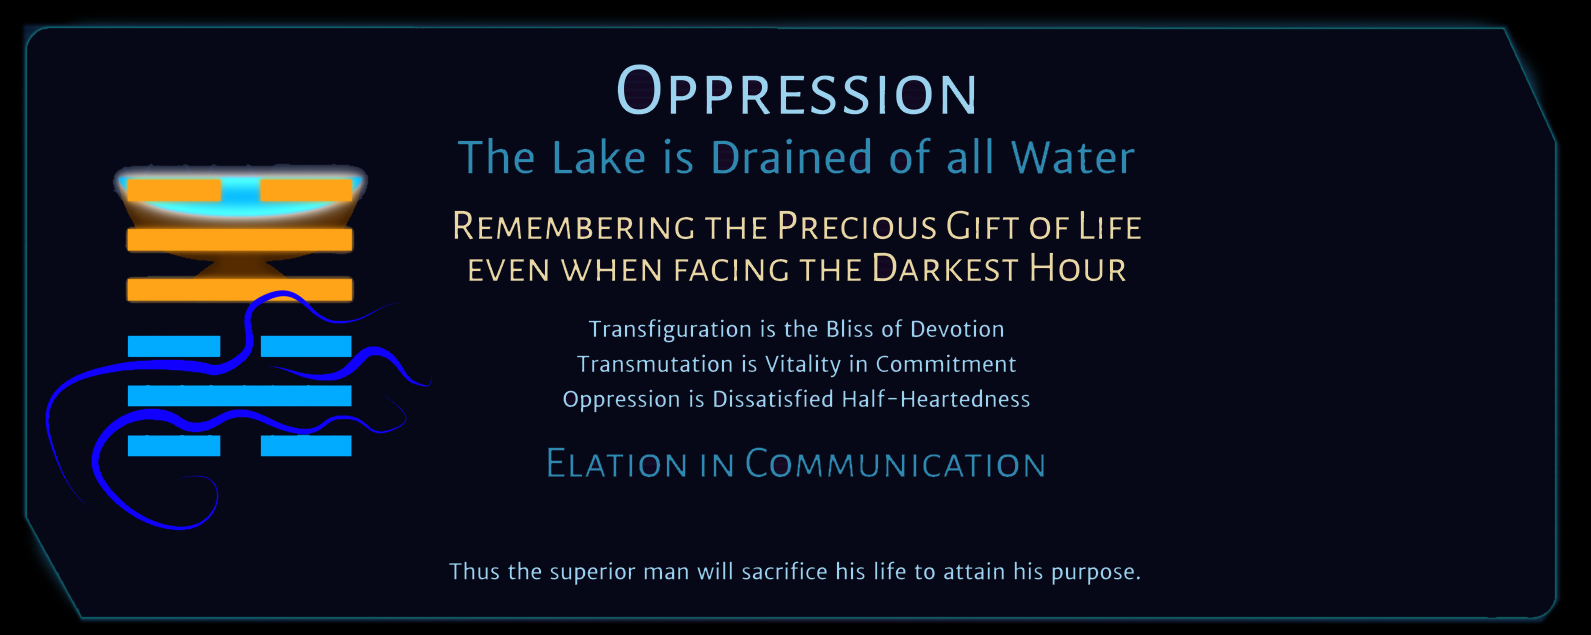 Oppression
The Lake is Drained of all Water
Remembering the Precious Gift of Life
even when facing the Darkest Hour
Transfiguration is the Bliss of Devotion
Transmutation is Vitality in Commitment
Oppression is Dissatisfied Half-Heartedness
Elation in Communication
Thus the superior man will sacrifice his life to attain his purpose.